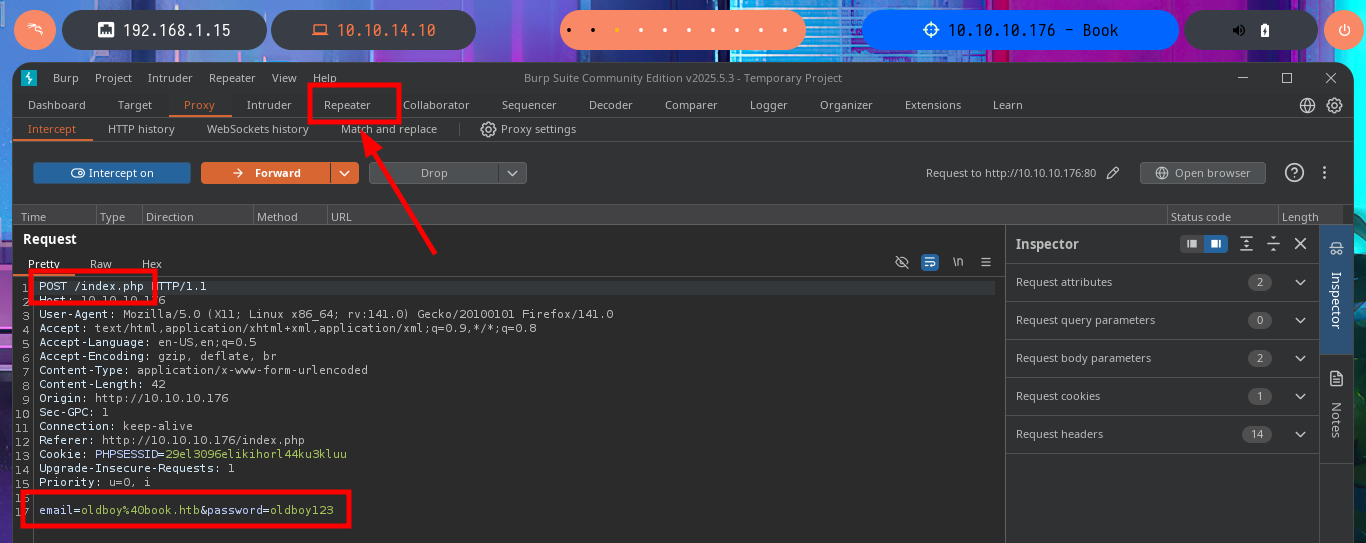 192.168.1.15 10.10.14.10 10.10.10.176 - Book
Burp Project Intruder Repeater View Help Burp Suite Community Edition v2025.5.3 - Temporary Project
Dashboard Target Proxy Intruder Repeater Collaborator Sequencer Decoder Comparer Logger Organizer Extensions Learn
Intercept HTTP history WebSockets history Match and replace Proxy settings
Intercept on Forward Drop Request to http://10.10.10.176:80 Open browser
Time Type Direction Method URL Status code Length
Request
Pretty Raw Hex \n
1 POST /index.php HTTP/1.1
2 Host: 10.10.10.176
3 User-Agent: Mozilla/5.0 (X11; Linux x86_64; rv:141.0) Gecko/20100101 Firefox/141.0
4 Accept: text/html,application/xhtml+xml,application/xml;q=0.9,*/*;q=0.8
5 Accept-Language: en-US,en;q=0.5
6 Accept-Encoding: gzip, deflate, br
7 Content-Type: application/x-www-form-urlencoded
8 Content-Length: 42
9 Origin: http://10.10.10.176
10 Sec-GPC: 1
11 Connection: keep-alive
12 Referer: http://10.10.10.176/index.php
13 Cookie: PHPSESSID=29el3096elikihorl44ku3kluu
14 Upgrade-Insecure-Requests: 1
15 Priority: u=0, i
16
17 email=oldboy%40book.htb&password=oldboy123
Inspector
Request attributes 2
Request query parameters 0
Request body parameters 2
Request cookies 1
Request headers 14
Inspector
Notes